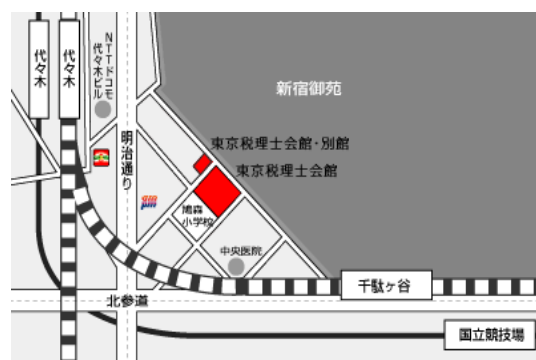 代々木
代々木
NTTドコモ
代々木ビル
新宿御苑
明治通り
東京税理士会館・別館
東京税理士会館
am
pm
鳩森
小学校
中央医院
千駄ヶ谷
北参道
国立競技場